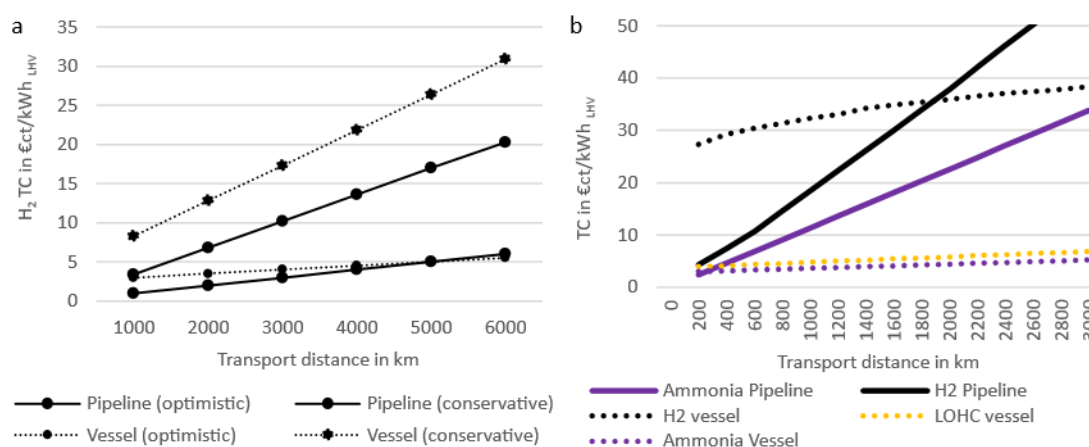 a
H₂ TC in €ct/kWh LHV
35
30
25
20
15
10
5
0
1000 2000 3000 4000 5000 6000
Transport distance in km
Pipeline (optimistic) Pipeline (conservative)
Vessel (optimistic) Vessel (conservative)
b
TC in €ct/kWh LHV
50
40
30
20
10
0
0 200 400 600 800 1000 1200 1400 1600 1800 2000 2200 2400 2600 2800 3000
Transport distance in km
Ammonia Pipeline H2 Pipeline
H2 vessel LOHC vessel
Ammonia Vessel